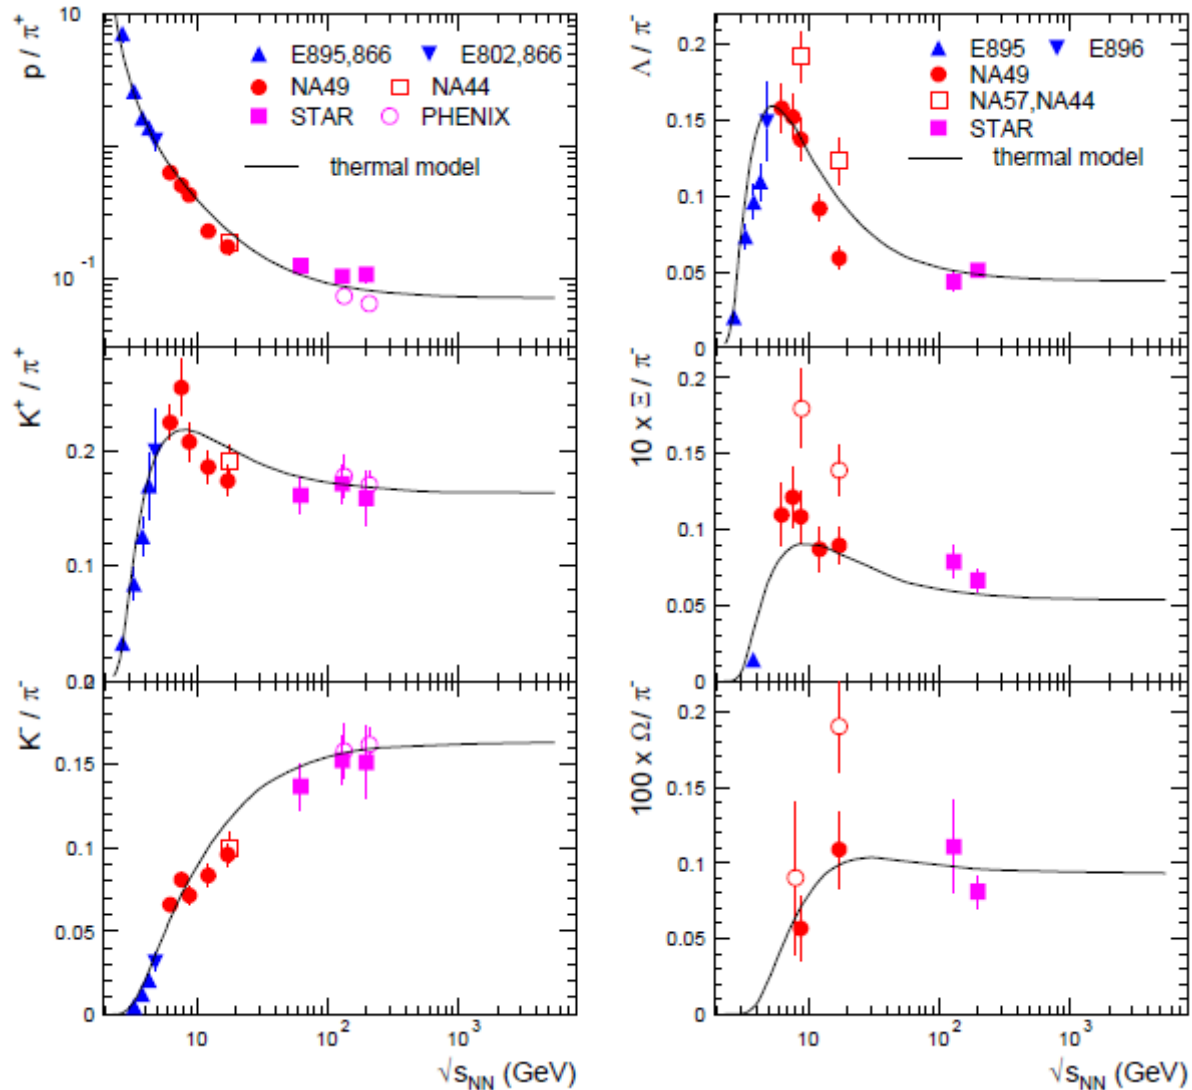 p / π⁺
10
1
10⁻¹
E895,866 E802,866
NA49 NA44
STAR PHENIX
thermal model
K⁺ / π⁺
0.2
0.1
0.2
0
K⁻ / π⁻
0.15
0.1
0.05
0
10 10² 10³
√s_NN (GeV)
Λ / π⁻
0.2
0.15
0.1
0.05
0
E895 E896
NA49
NA57,NA44
STAR
thermal model
10 x Ξ / π⁻
0.2
0.15
0.1
0.05
0
100 x Ω / π⁻
0.2
0.15
0.1
0.05
0
10 10² 10³
√s_NN (GeV)